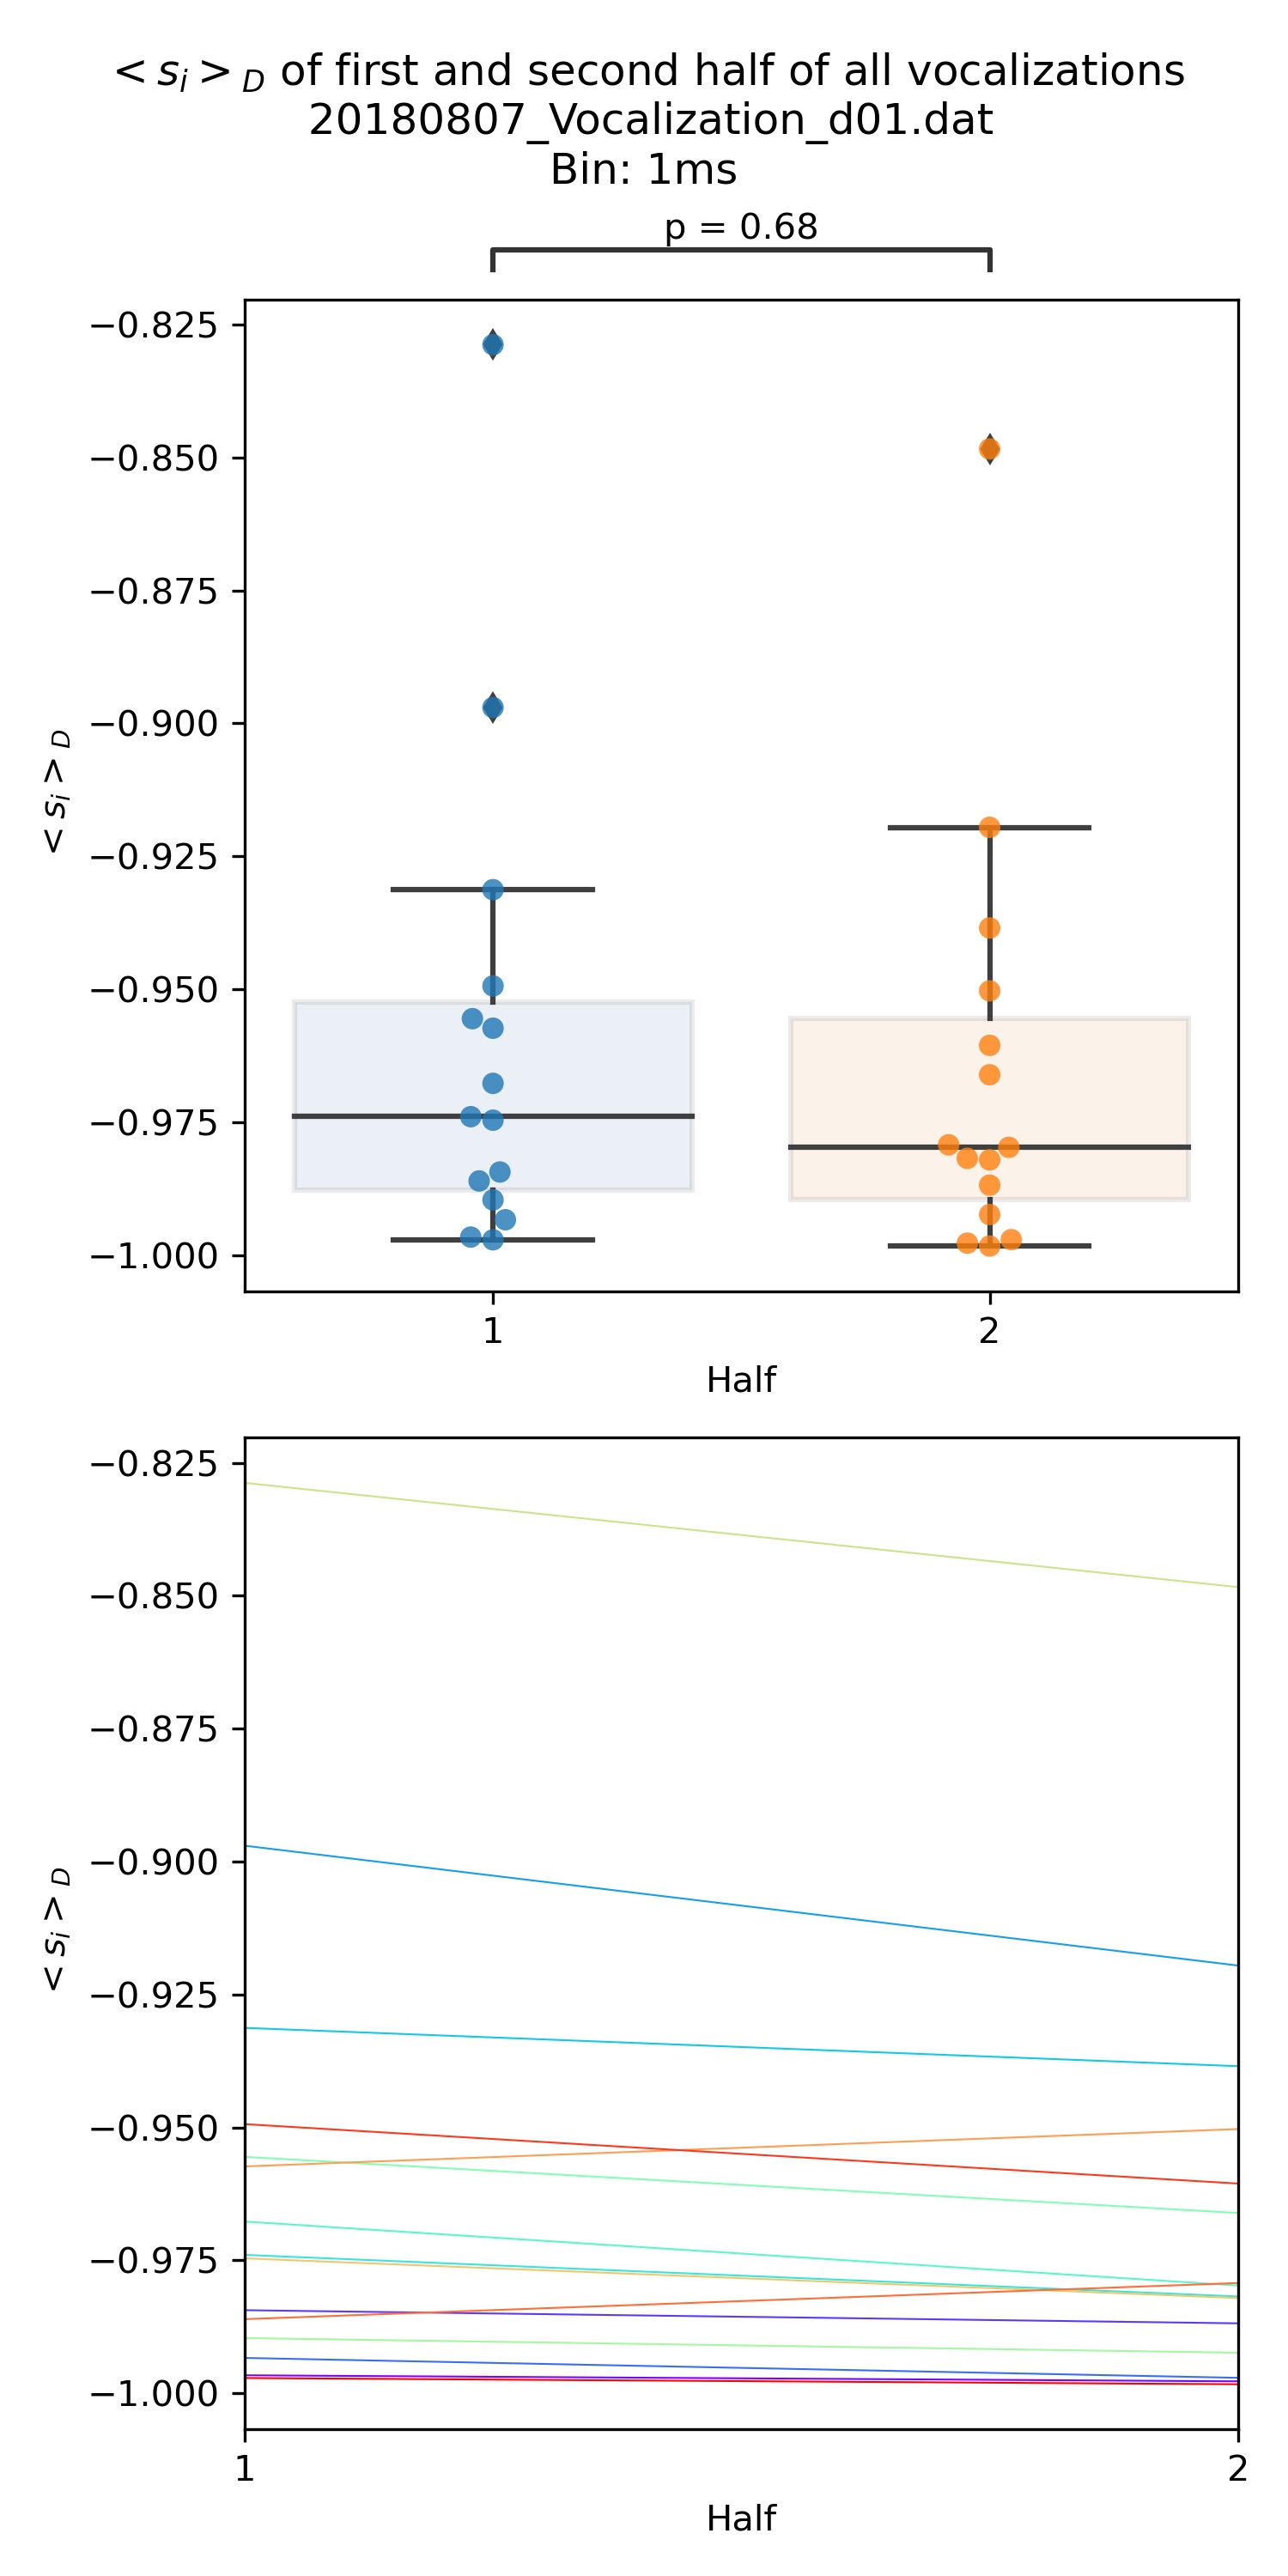 < s_i >_D of first and second half of all vocalizations
20180807_Vocalization_d01.dat
Bin: 1ms
p = 0.68
−0.825
−0.850
−0.875
−0.900
−0.925
−0.950
−0.975
−1.000
< s_i >_D
1 2
Half
−0.825
−0.850
−0.875
−0.900
−0.925
−0.950
−0.975
−1.000
< s_i >_D
1 2
Half